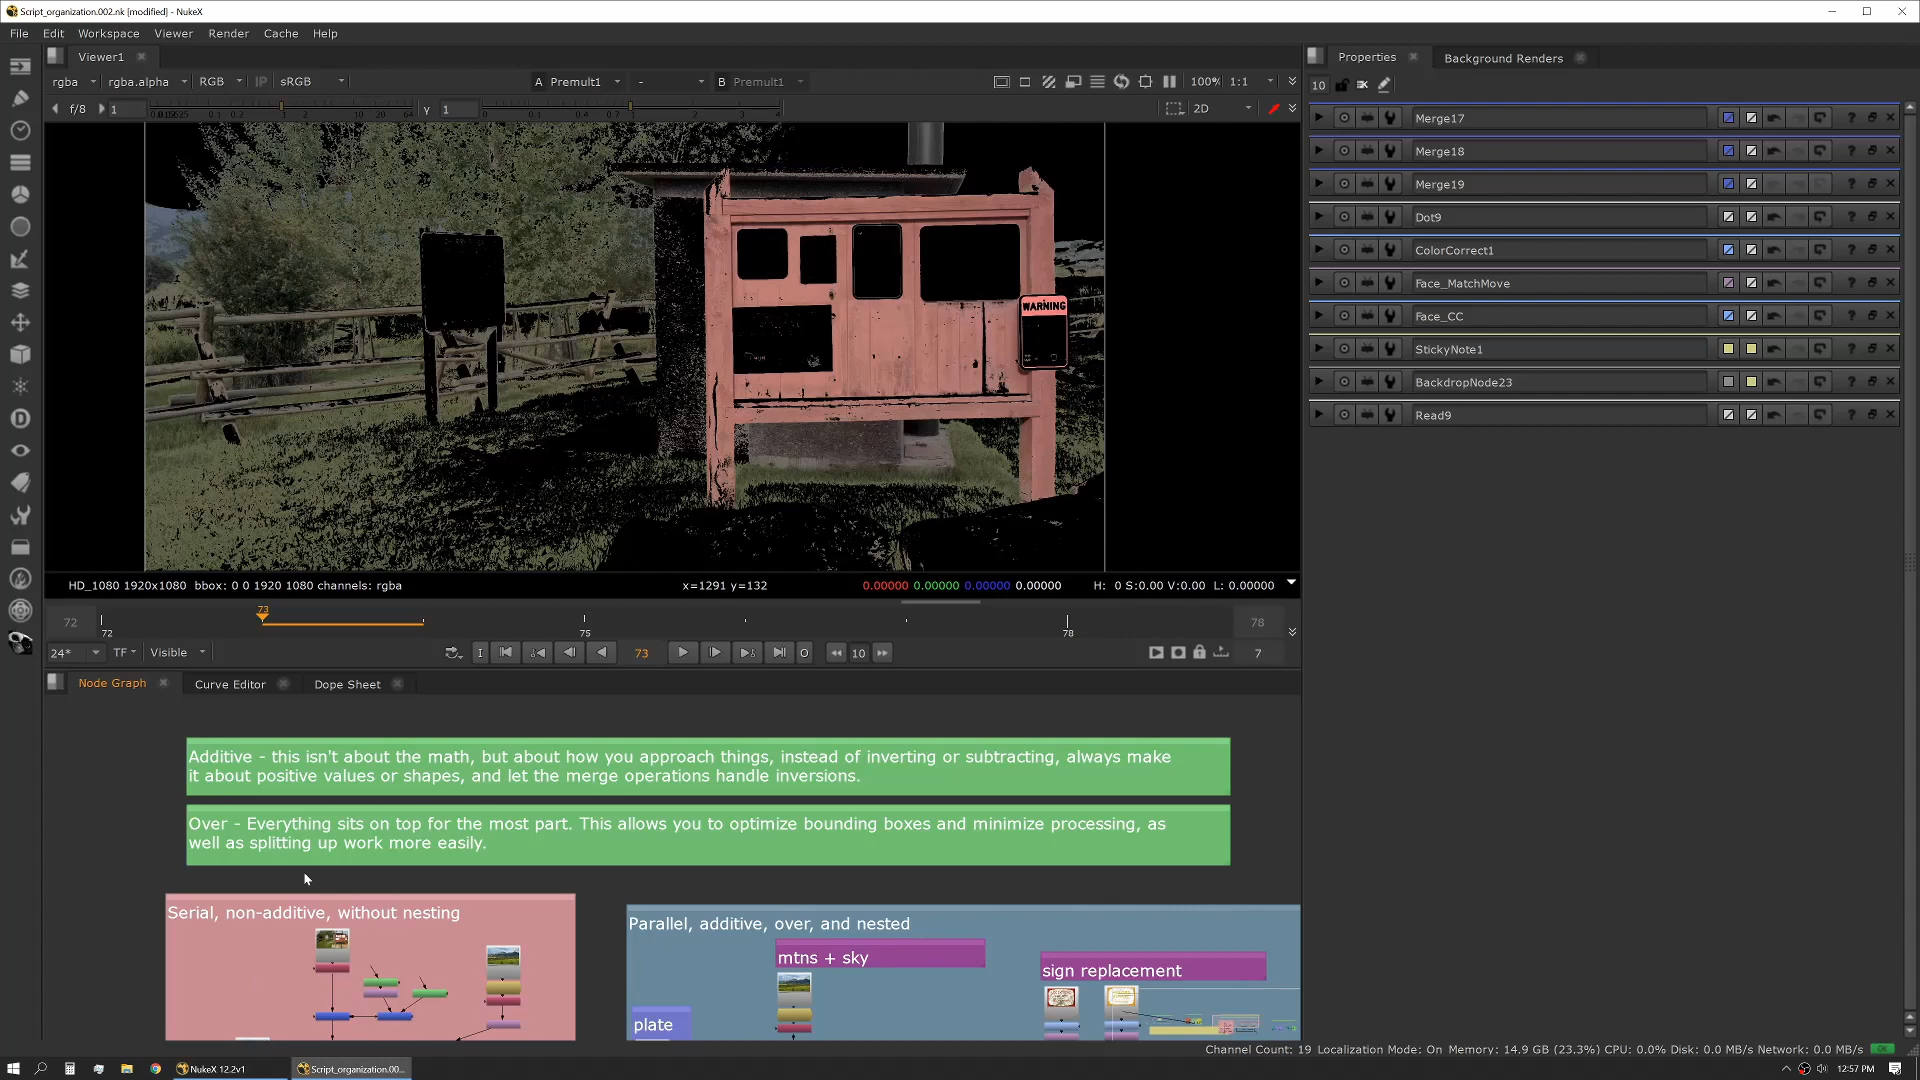 Script_organization.002.nk [modified] - NukeX
File Edit Workspace Viewer Render Cache Help
Viewer1
Properties
Background Renders
rgba rgba.alpha RGB IP sRGB A Premult1 - B Premult1 100% 1:1
10
f/8 1 y 1 2D
Merge17
Merge18
Merge19
Dot9
ColorCorrect1
Face_MatchMove
Face_CC
StickyNote1
BackdropNode23
Read9
WARNING
HD_1080 1920x1080 bbox: 0 0 1920 1080 channels: rgba x=1291 y=132 0.00000 0.00000 0.00000 0.00000 H: 0 S:0.00 V:0.00 L: 0.00000
73
72 72 75 78 78
24* TF Visible I 73 O 10 7
Node Graph Curve Editor Dope Sheet
Additive - this isn't about the math, but about how you approach things, instead of inverting or subtracting, always make
it about positive values or shapes, and let the merge operations handle inversions.
Over - Everything sits on top for the most part. This allows you to optimize bounding boxes and minimize processing, as
well as splitting up work more easily.
Serial, non-additive, without nesting
Parallel, additive, over, and nested
mtns + sky
sign replacement
plate
Channel Count: 19 Localization Mode: On Memory: 14.9 GB (23.3%) CPU: 0.0% Disk: 0.0 MB/s Network: 0.0 MB/s
NukeX 12.2v1
Script_organization.00...
12:57 PM